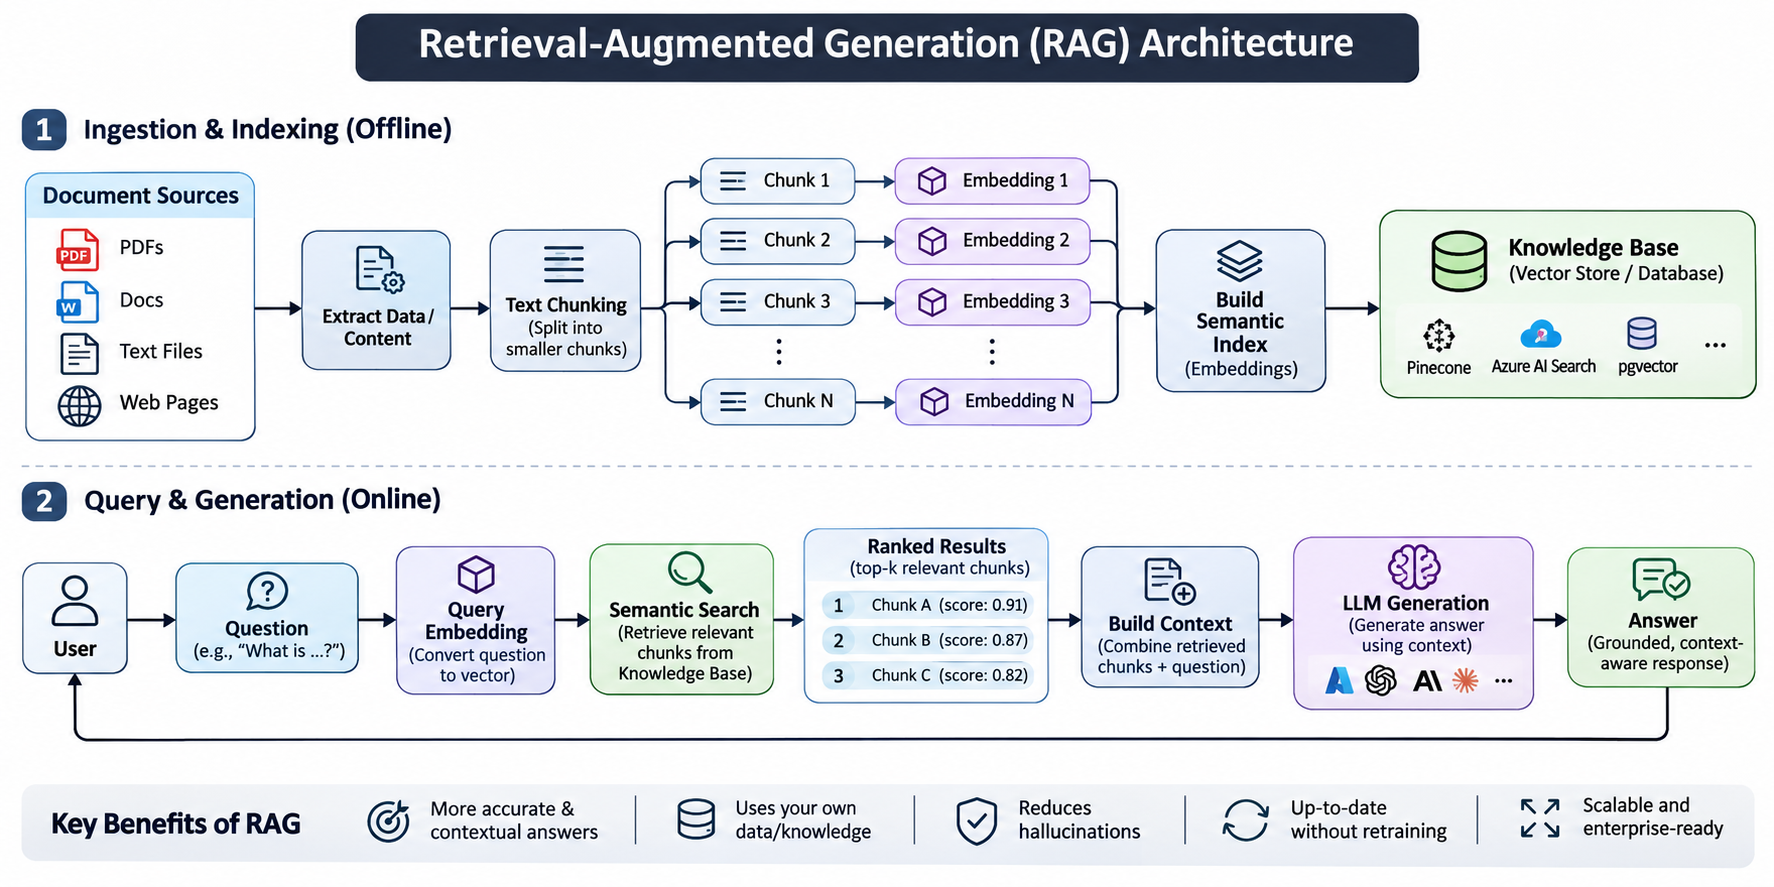 Retrieval-Augmented Generation (RAG) Architecture
1 Ingestion & Indexing (Offline)
Document Sources
PDF PDFs
W Docs
Text Files
Web Pages
Extract Data/
Content
Text Chunking
(Split into
smaller chunks)
Chunk 1
Chunk 2
Chunk 3
⋮
Chunk N
Embedding 1
Embedding 2
Embedding 3
⋮
Embedding N
Build
Semantic
Index
(Embeddings)
Knowledge Base
(Vector Store / Database)
Pinecone
Azure AI Search
pgvector
...
2 Query & Generation (Online)
User
?
Question
(e.g., “What is ...?”)
Query
Embedding
(Convert question
to vector)
Semantic Search
(Retrieve relevant
chunks from
Knowledge Base)
Ranked Results
(top-k relevant chunks)
1 Chunk A (score: 0.91)
2 Chunk B (score: 0.87)
3 Chunk C (score: 0.82)
Build Context
(Combine retrieved
chunks + question)
LLM Generation
(Generate answer
using context)
...
Answer
(Grounded, context-
aware response)
Key Benefits of RAG
More accurate &
contextual answers
Uses your own
data/knowledge
Reduces
hallucinations
Up-to-date
without retraining
Scalable and
enterprise-ready